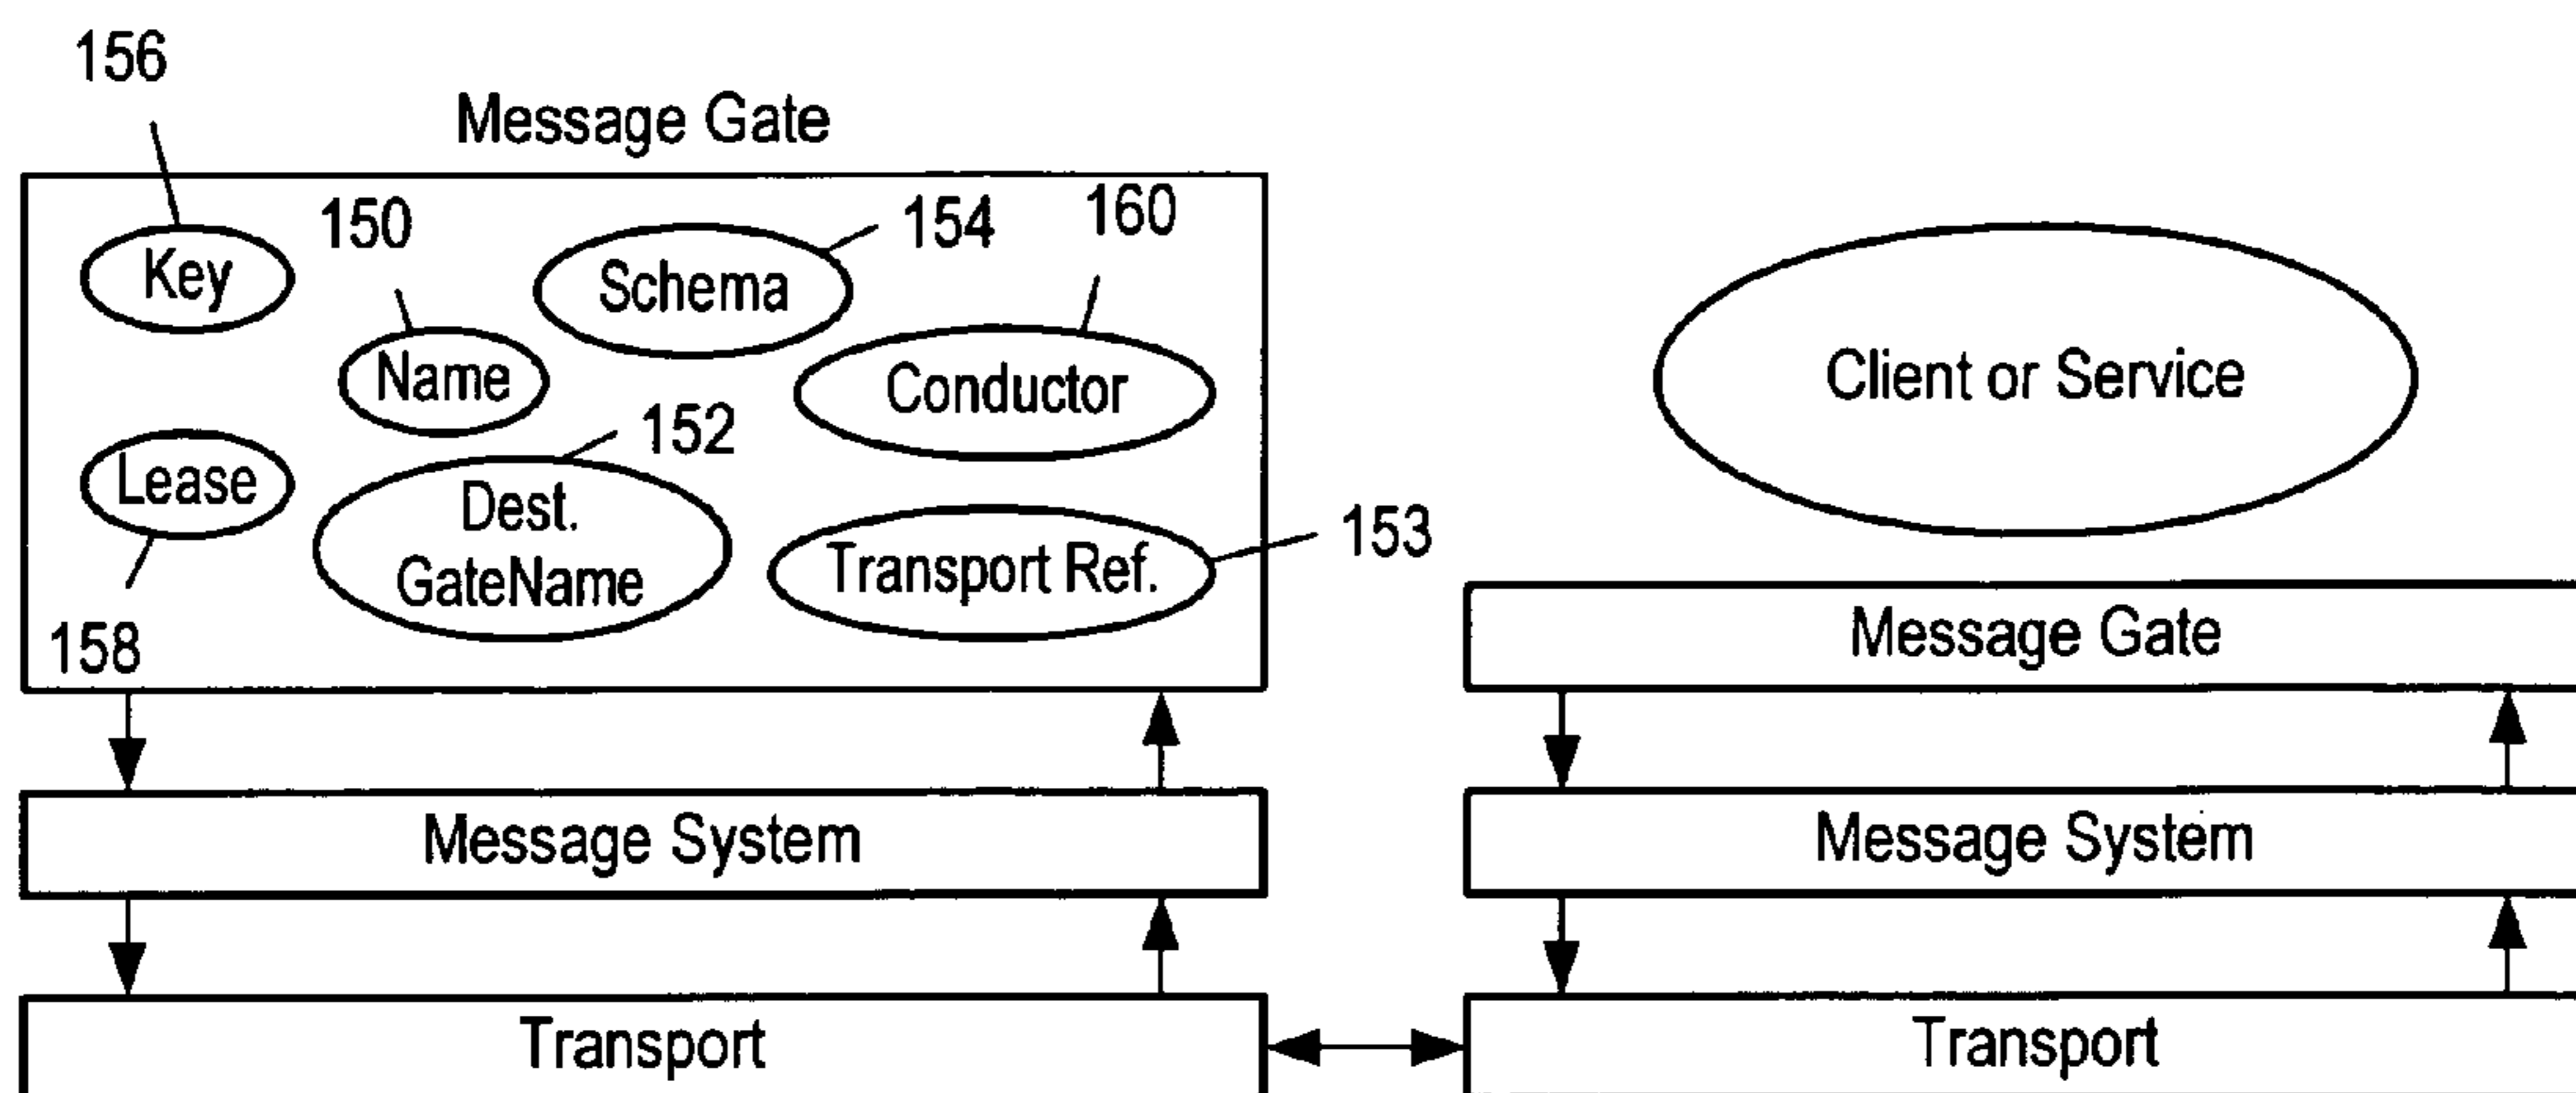 156
Message Gate
Key
150
Schema
154
160
Name
Conductor
Client or Service
Lease
152
Dest.
GateName
Transport Ref.
153
158
Message Gate
Message System
Message System
Transport
Transport